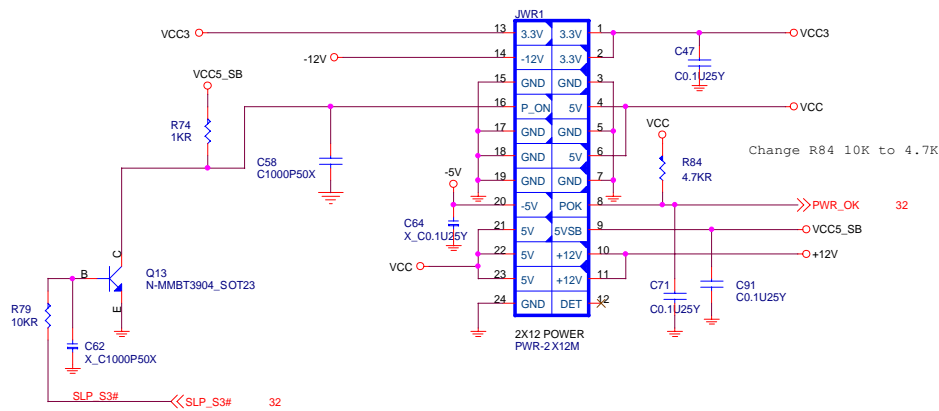 JWR1
VCC3
13
3.3V
3.3V
1
VCC3
-12V
14
-12V
3.3V
2
C47
C0.1U25Y
VCC5_SB
15
GND
GND
3
16
P_ON
5V
4
VCC
R74
1KR
17
GND
GND
5
VCC
C58
C1000P50X
18
GND
5V
6
R84
4.7KR
Change R84 10K to 4.7K
-5V
19
GND
GND
7
20
-5V
POK
8
PWR_OK
32
C64
X_C0.1U25Y
21
5V
5VSB
9
VCC5_SB
22
5V
+12V
10
+12V
VCC
23
5V
+12V
11
C
B
E
Q13
N-MMBT3904_SOT23
24
GND
DET
12
C71
C0.1U25Y
C91
C0.1U25Y
R79
10KR
2X12 POWER
PWR-2X12M
C62
X_C1000P50X
SLP_S3#
SLP_S3#
32